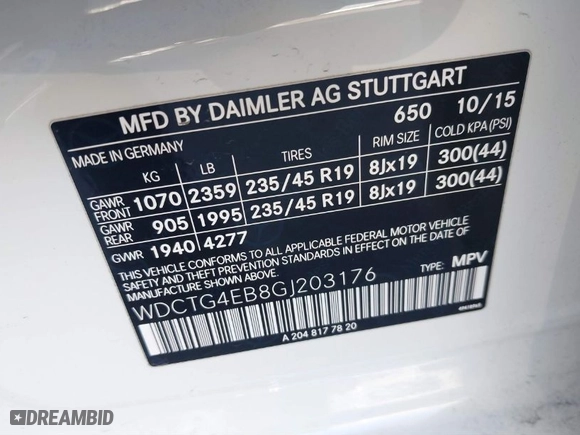 MFD BY DAIMLER AG STUTTGART
650 10/15
MADE IN GERMANY
KG LB TIRES RIM SIZE COLD KPA(PSI)
GAWR FRONT 1070 2359 235/45 R19 8Jx19 300(44)
GAWR REAR 905 1995 235/45 R19 8Jx19 300(44)
GWR 1940 4277
THIS VEHICLE CONFORMS TO ALL APPLICABLE FEDERAL MOTOR VEHICLE
SAFETY, BUMPER, AND THEFT PREVENTION STANDARDS IN EFFECT ON THE
DATE OF MANUFACTURE SHOWN ABOVE.
WDCTG4EB8GJ203176 TYPE: MPV
A 204 817 78 20
DREAMBID